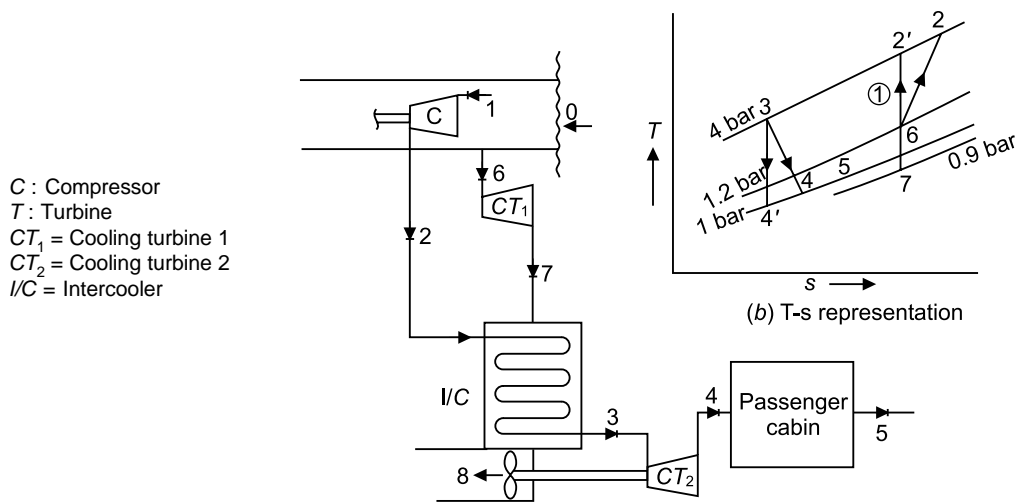 C : Compressor
T : Turbine
CT₁ = Cooling turbine 1
CT₂ = Cooling turbine 2
I/C = Intercooler
C
1
0
6
CT₁
2
7
I/C
3
8
CT₂
4
Passenger
cabin
5
T
s
4 bar
3
2'
2
①
6
5
4
4'
7
1.2 bar
1 bar
0.9 bar
(b) T-s representation